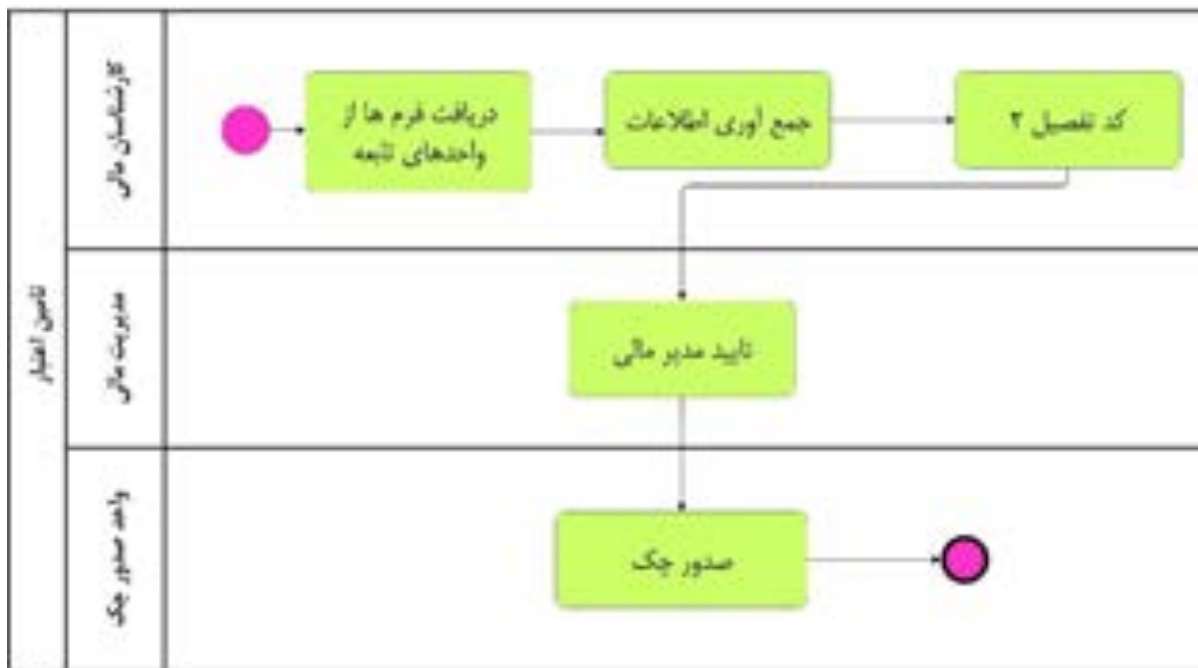 تامین اعتبار
کارشناسان مالی
دریافت فرم ها از
واحدهای تابعه
جمع آوری اطلاعات
کد تفصیل ۲
مدیریت مالی
تایید مدیر مالی
واحد صدور چک
صدور چک